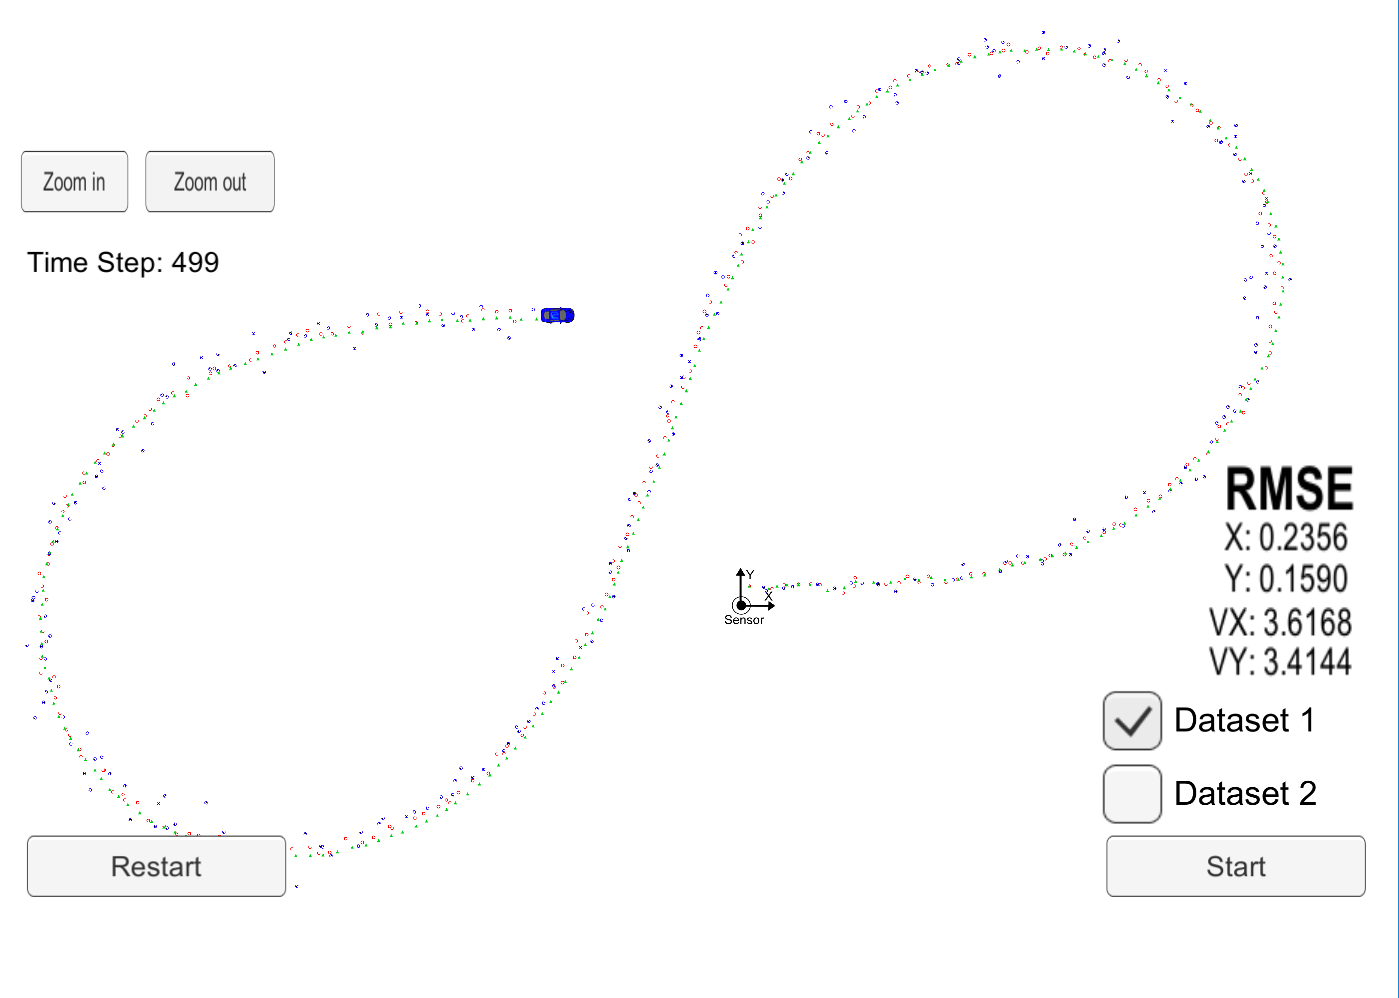 Zoom in
Zoom out
Time Step: 499
RMSE
X: 0.2356
Y: 0.1590
VX: 3.6168
VY: 3.4144
Y
X
Sensor
Dataset 1
Dataset 2
Restart
Start